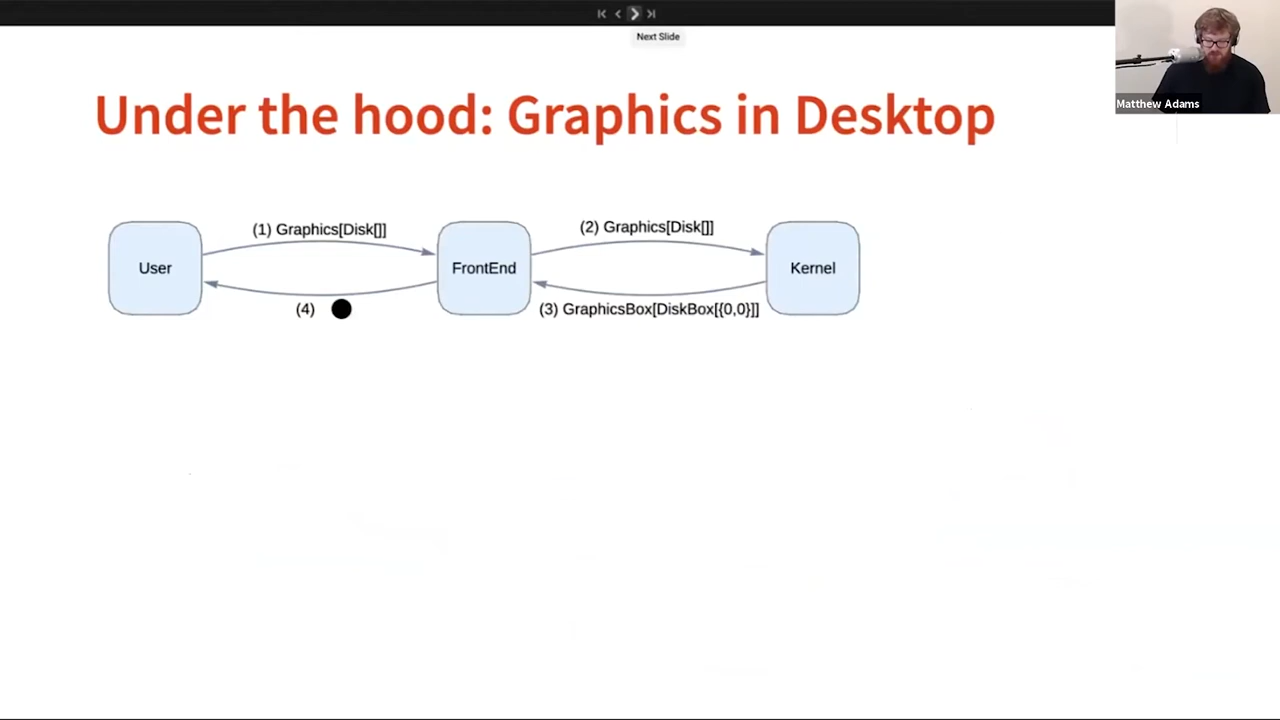 Next Slide
Matthew Adams
Under the hood: Graphics in Desktop
(1) Graphics[Disk[]]
(2) Graphics[Disk[]]
User
FrontEnd
Kernel
(4)
(3) GraphicsBox[DiskBox[{0,0}]]